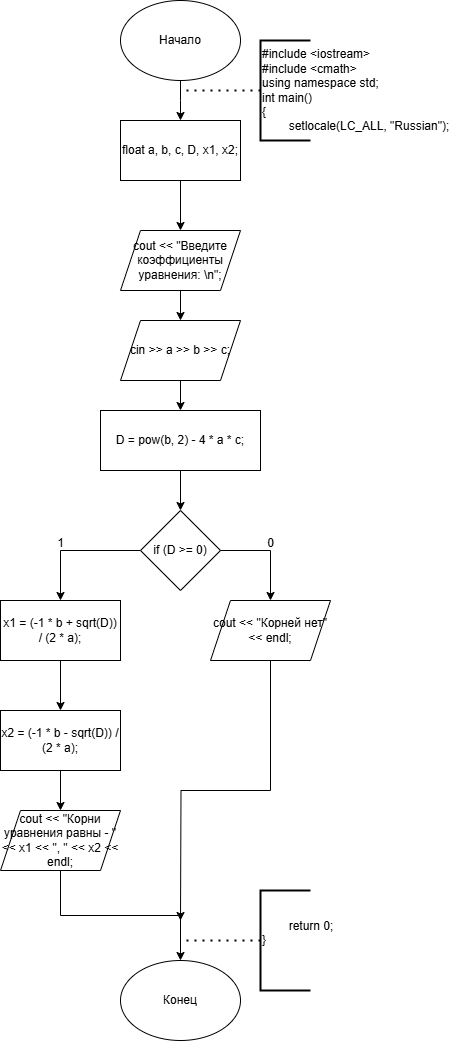 Начало
#include <iostream>
#include <cmath>
using namespace std;
int main()
{
setlocale(LC_ALL, "Russian");
float a, b, c, D, x1, x2;
cout << "Введите
коэффициенты
уравнения: \n";
cin >> a >> b >> c;
D = pow(b, 2) - 4 * a * c;
if (D >= 0)
1
0
x1 = (-1 * b + sqrt(D))
/ (2 * a);
cout << "Корней нет"
<< endl;
x2 = (-1 * b - sqrt(D)) /
(2 * a);
cout << "Корни
уравнения равны - "
<< x1 << ", " << x2 <<
endl;
return 0;
}
Конец